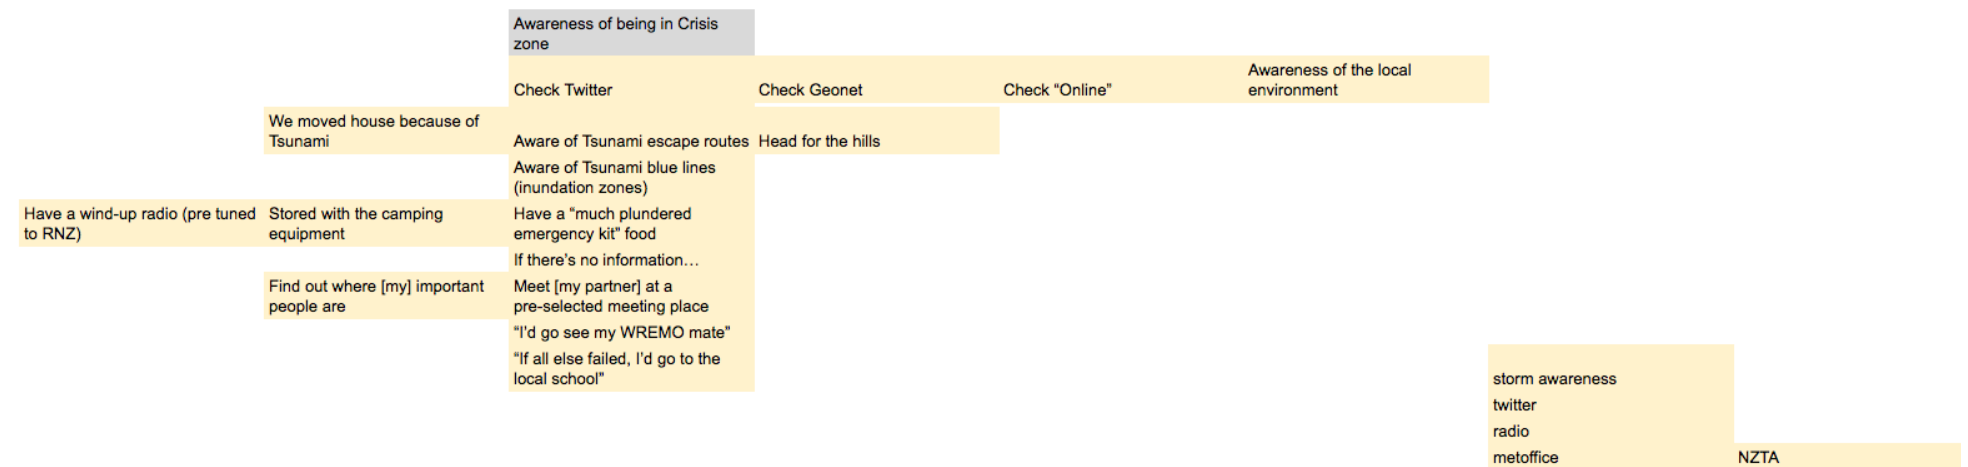 Awareness of being in Crisis
zone
Check Twitter
Check Geonet
Check “Online”
Awareness of the local
environment
We moved house because of
Tsunami
Aware of Tsunami escape routes
Head for the hills
Aware of Tsunami blue lines
(inundation zones)
Have a wind-up radio (pre tuned
to RNZ)
Stored with the camping
equipment
Have a “much plundered
emergency kit” food
If there’s no information…
Find out where [my] important
people are
Meet [my partner] at a
pre-selected meeting place
“I’d go see my WREMO mate”
“If all else failed, I’d go to the
local school”
storm awareness
twitter
radio
metoffice
NZTA